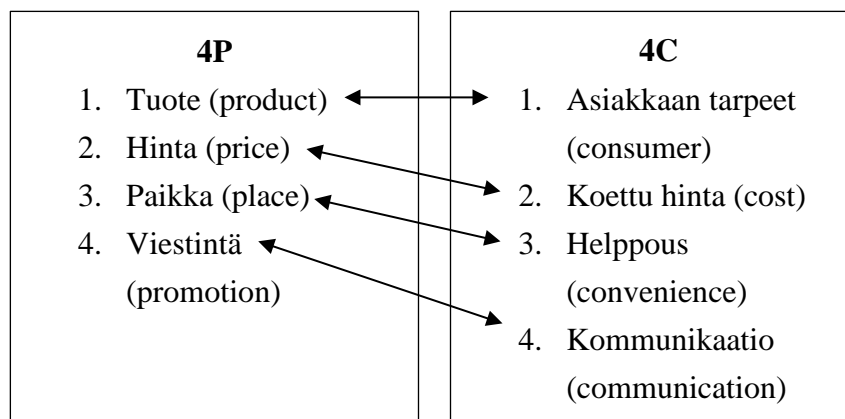 4P
1. Tuote (product)
2. Hinta (price)
3. Paikka (place)
4. Viestintä
(promotion)
4C
1. Asiakkaan tarpeet
(consumer)
2. Koettu hinta (cost)
3. Helppous
(convenience)
4. Kommunikaatio
(communication)